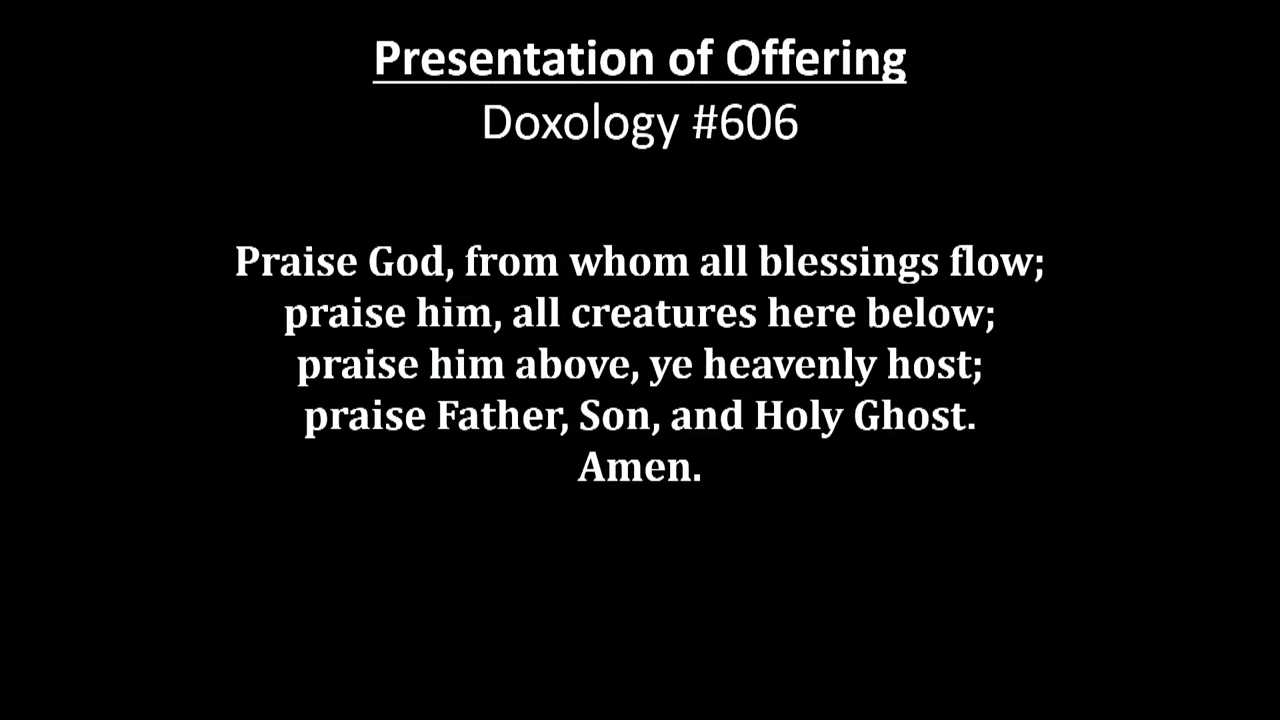 Presentation of Offering
Doxology #606
Praise God, from whom all blessings flow;
praise him, all creatures here below;
praise him above, ye heavenly host;
praise Father, Son, and Holy Ghost.
Amen.